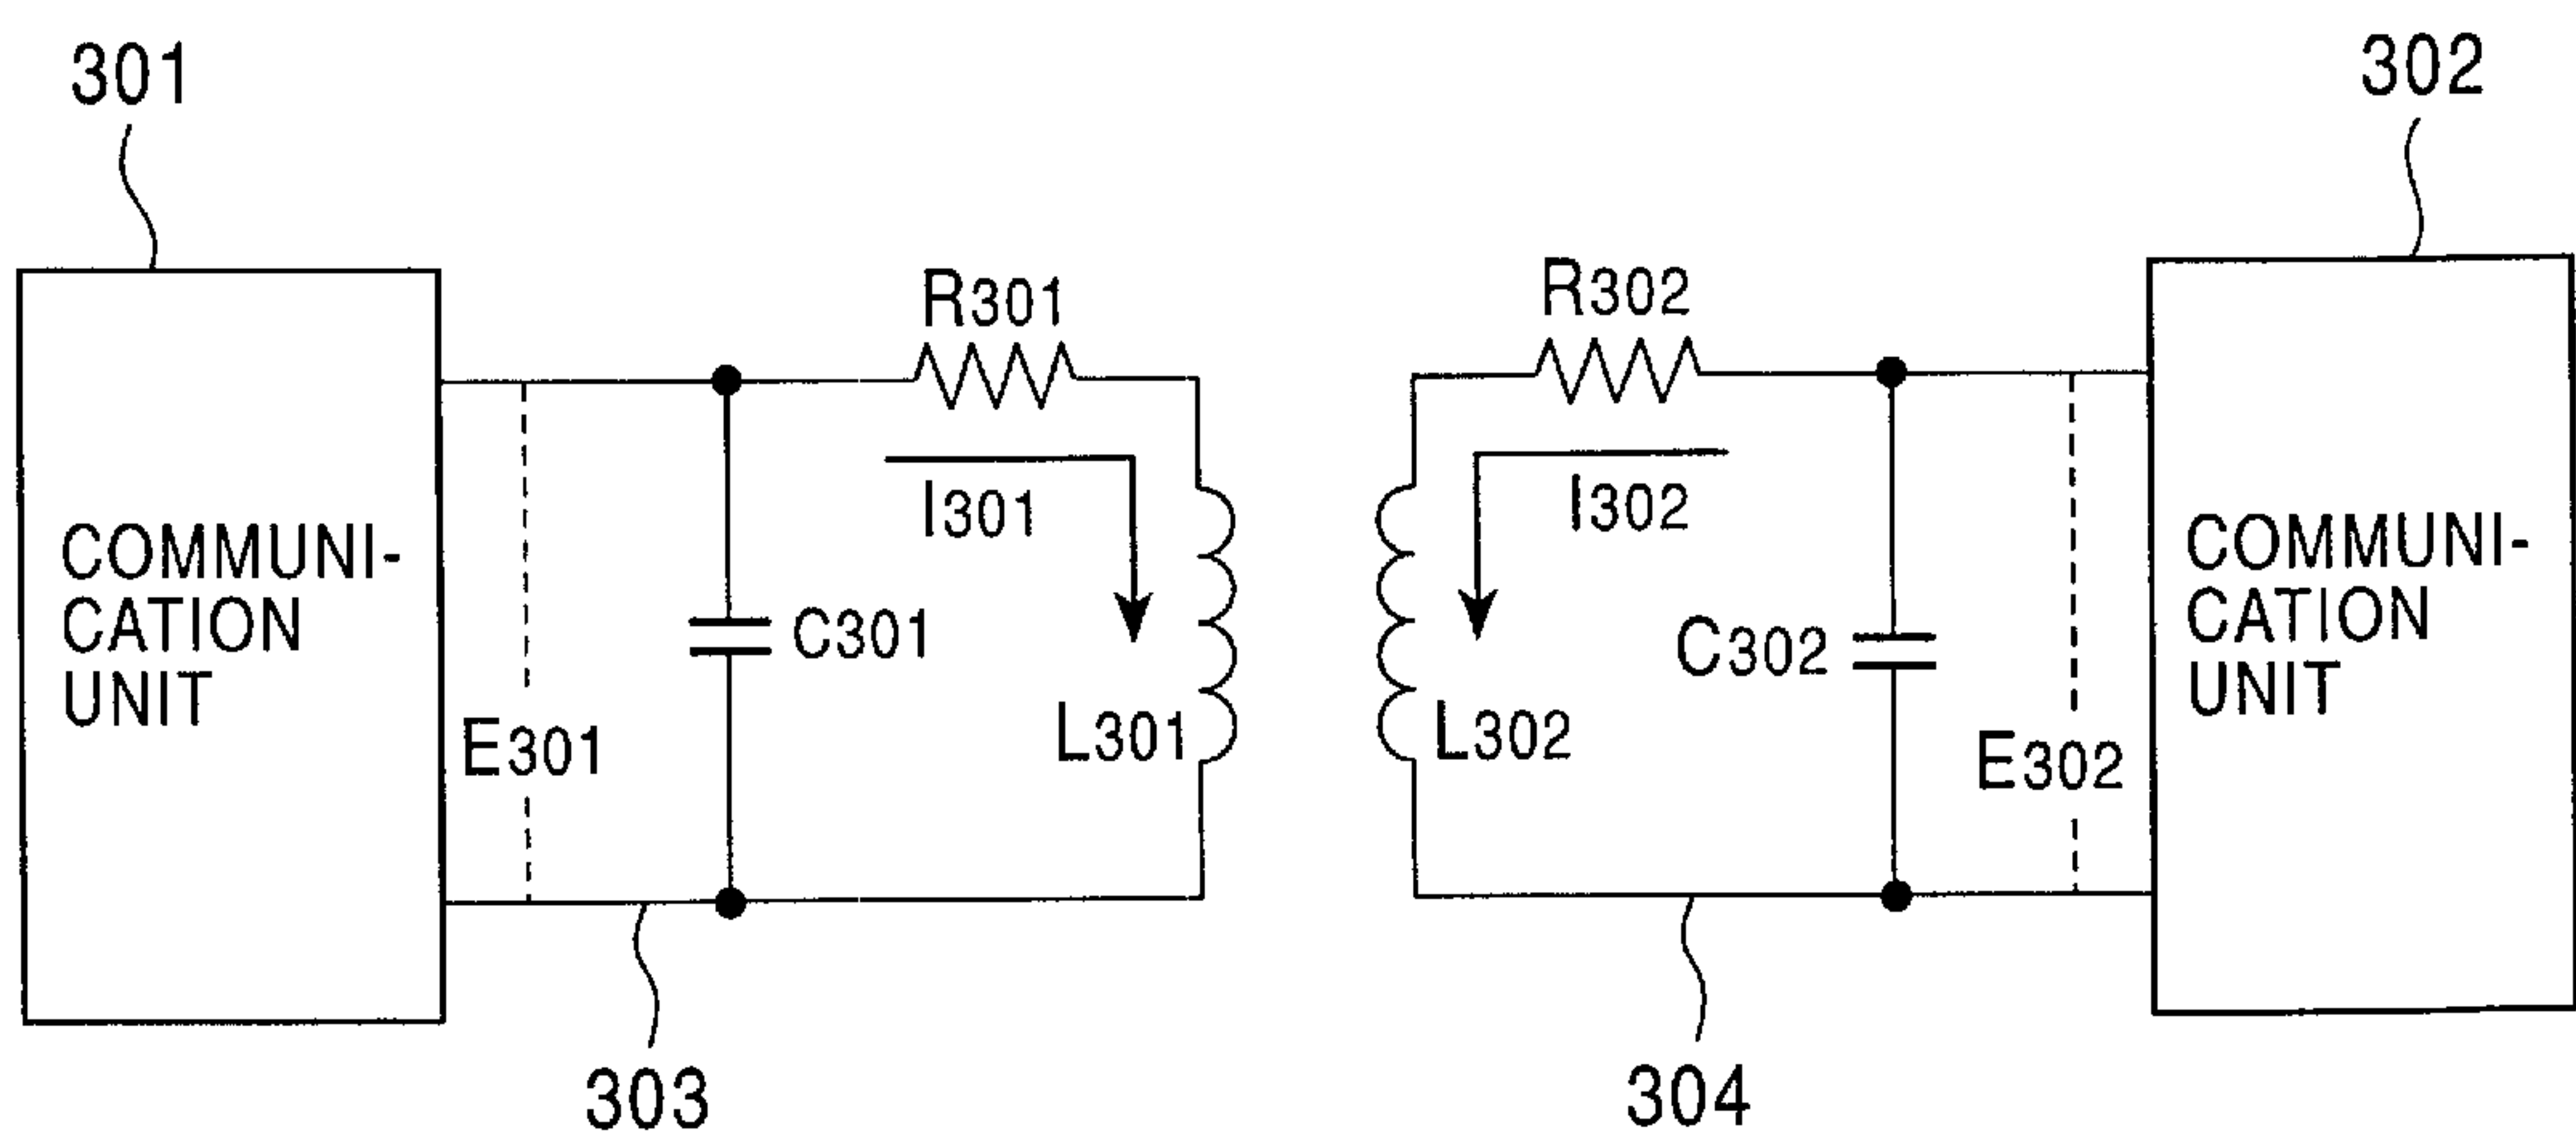 301
302
R301
R302
I301
I302
COMMUNI-
CATION
UNIT
C301
C302
COMMUNI-
CATION
UNIT
E301
L301
L302
E302
303
304